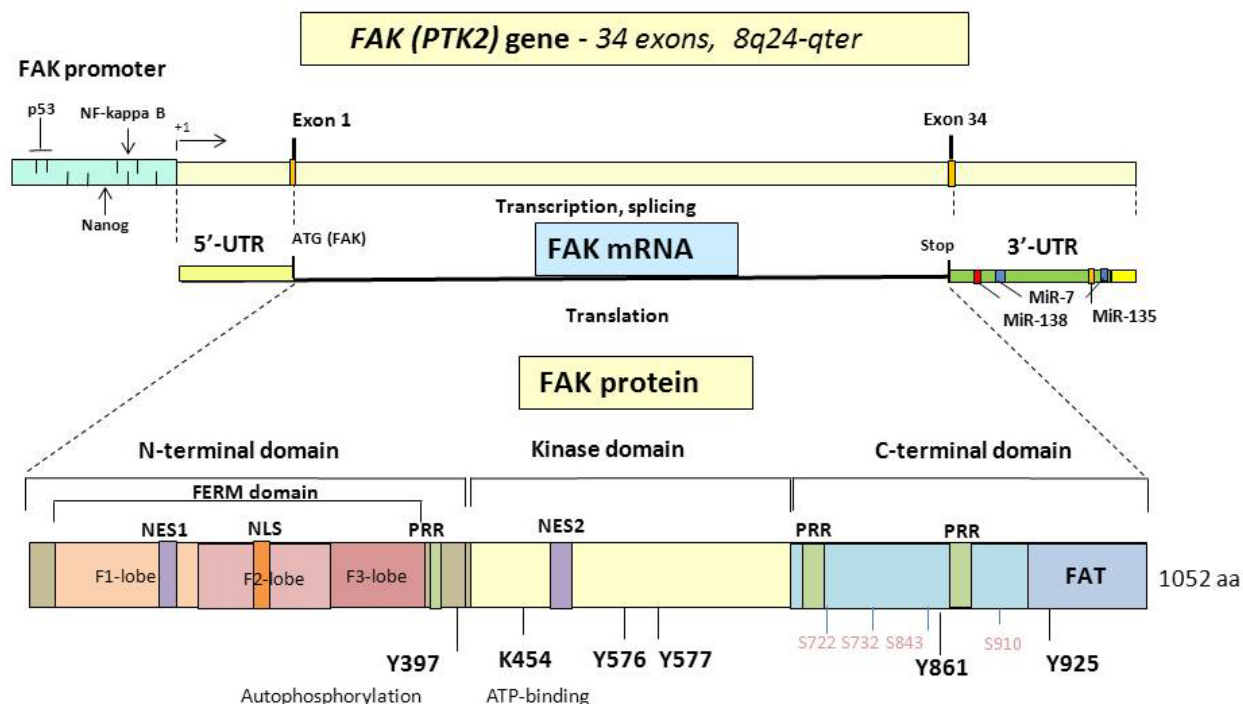 FAK (PTK2) gene - 34 exons, 8q24-qter
FAK promoter
p53
NF-kappa B
+1
Exon 1
Exon 34
Nanog
Transcription, splicing
5’-UTR
ATG (FAK)
FAK mRNA
Stop
3’-UTR
MiR-7
MiR-138
MiR-135
Translation
FAK protein
N-terminal domain
Kinase domain
C-terminal domain
FERM domain
NES1
NLS
PRR
NES2
PRR
PRR
F1-lobe
F2-lobe
F3-lobe
FAT
1052 aa
S722
S732
S843
S910
Y397
K454
Y576
Y577
Y861
Y925
Autophosphorylation
ATP-binding